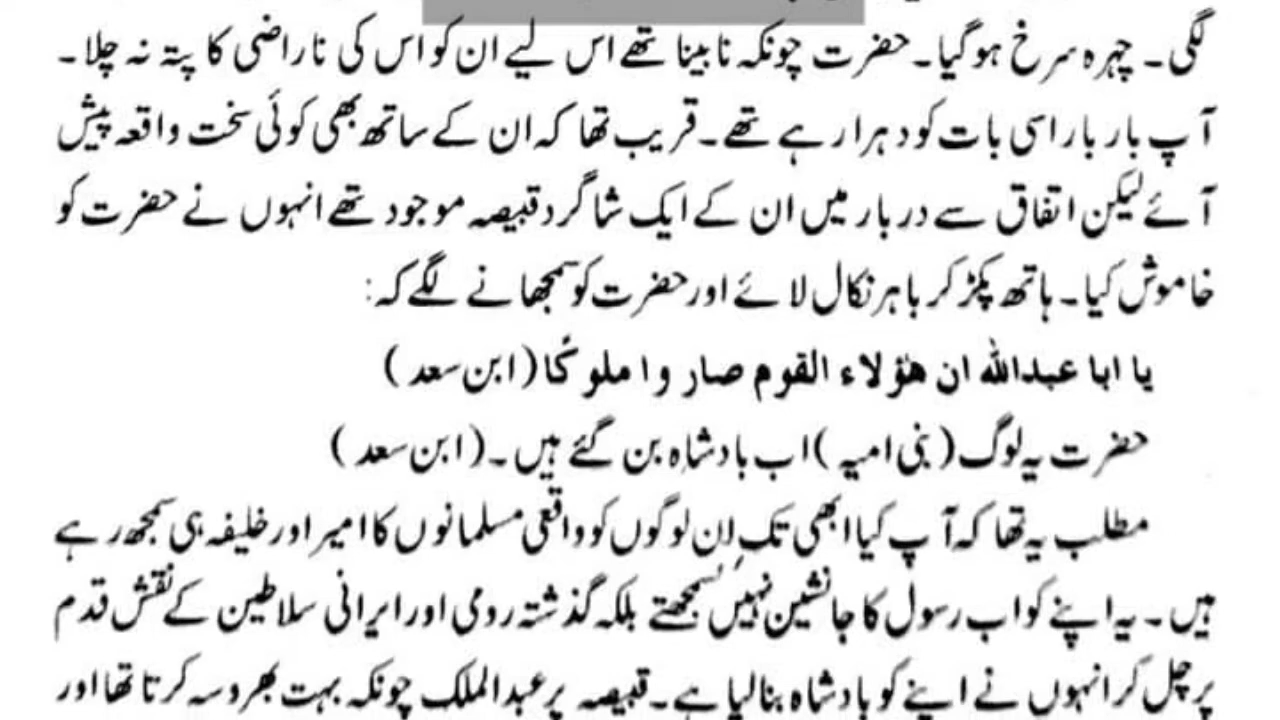 لگی۔ چہرہ سرخ ہوگیا۔ حضرت چونکہ نابینا تھے اس لیے ان کو اس کی ناراضی کا پتہ نہ چلا۔
آپ بار بار اسی بات کو دہرا رہے تھے۔ قریب تھا کہ ان کے ساتھ بھی کوئی سخت واقعہ پیش
آئے لیکن اتفاق سے دربار میں ان کے ایک شاگرد قبیصہ موجود تھے انہوں نے حضرت کو
خاموش کیا۔ ہاتھ پکڑ کر باہر نکال لائے اور حضرت کو سمجھانے لگے کہ:
یا ابا عبداللہ ان ھؤلاء القوم صاروا ملوکًا (ابن سعد)
حضرت یہ لوگ (بنی امیہ) اب بادشاہ بن گئے ہیں۔ (ابن سعد)
مطلب یہ تھا کہ آپ کیا ابھی تک اِن لوگوں کو واقعی مسلمانوں کا امیر اور خلیفہ ہی سمجھ رہے
ہیں۔ یہ اپنے کو اب رسول کا جانشین نہیں سمجھتے بلکہ گذشتہ رومی اور ایرانی سلاطین کے نقش قدم
پر چل کر انہوں نے اپنے کو بادشاہ بنالیا ہے۔ قبیصہ پر عبدالملک چونکہ بہت بھروسہ کرتا تھا اور